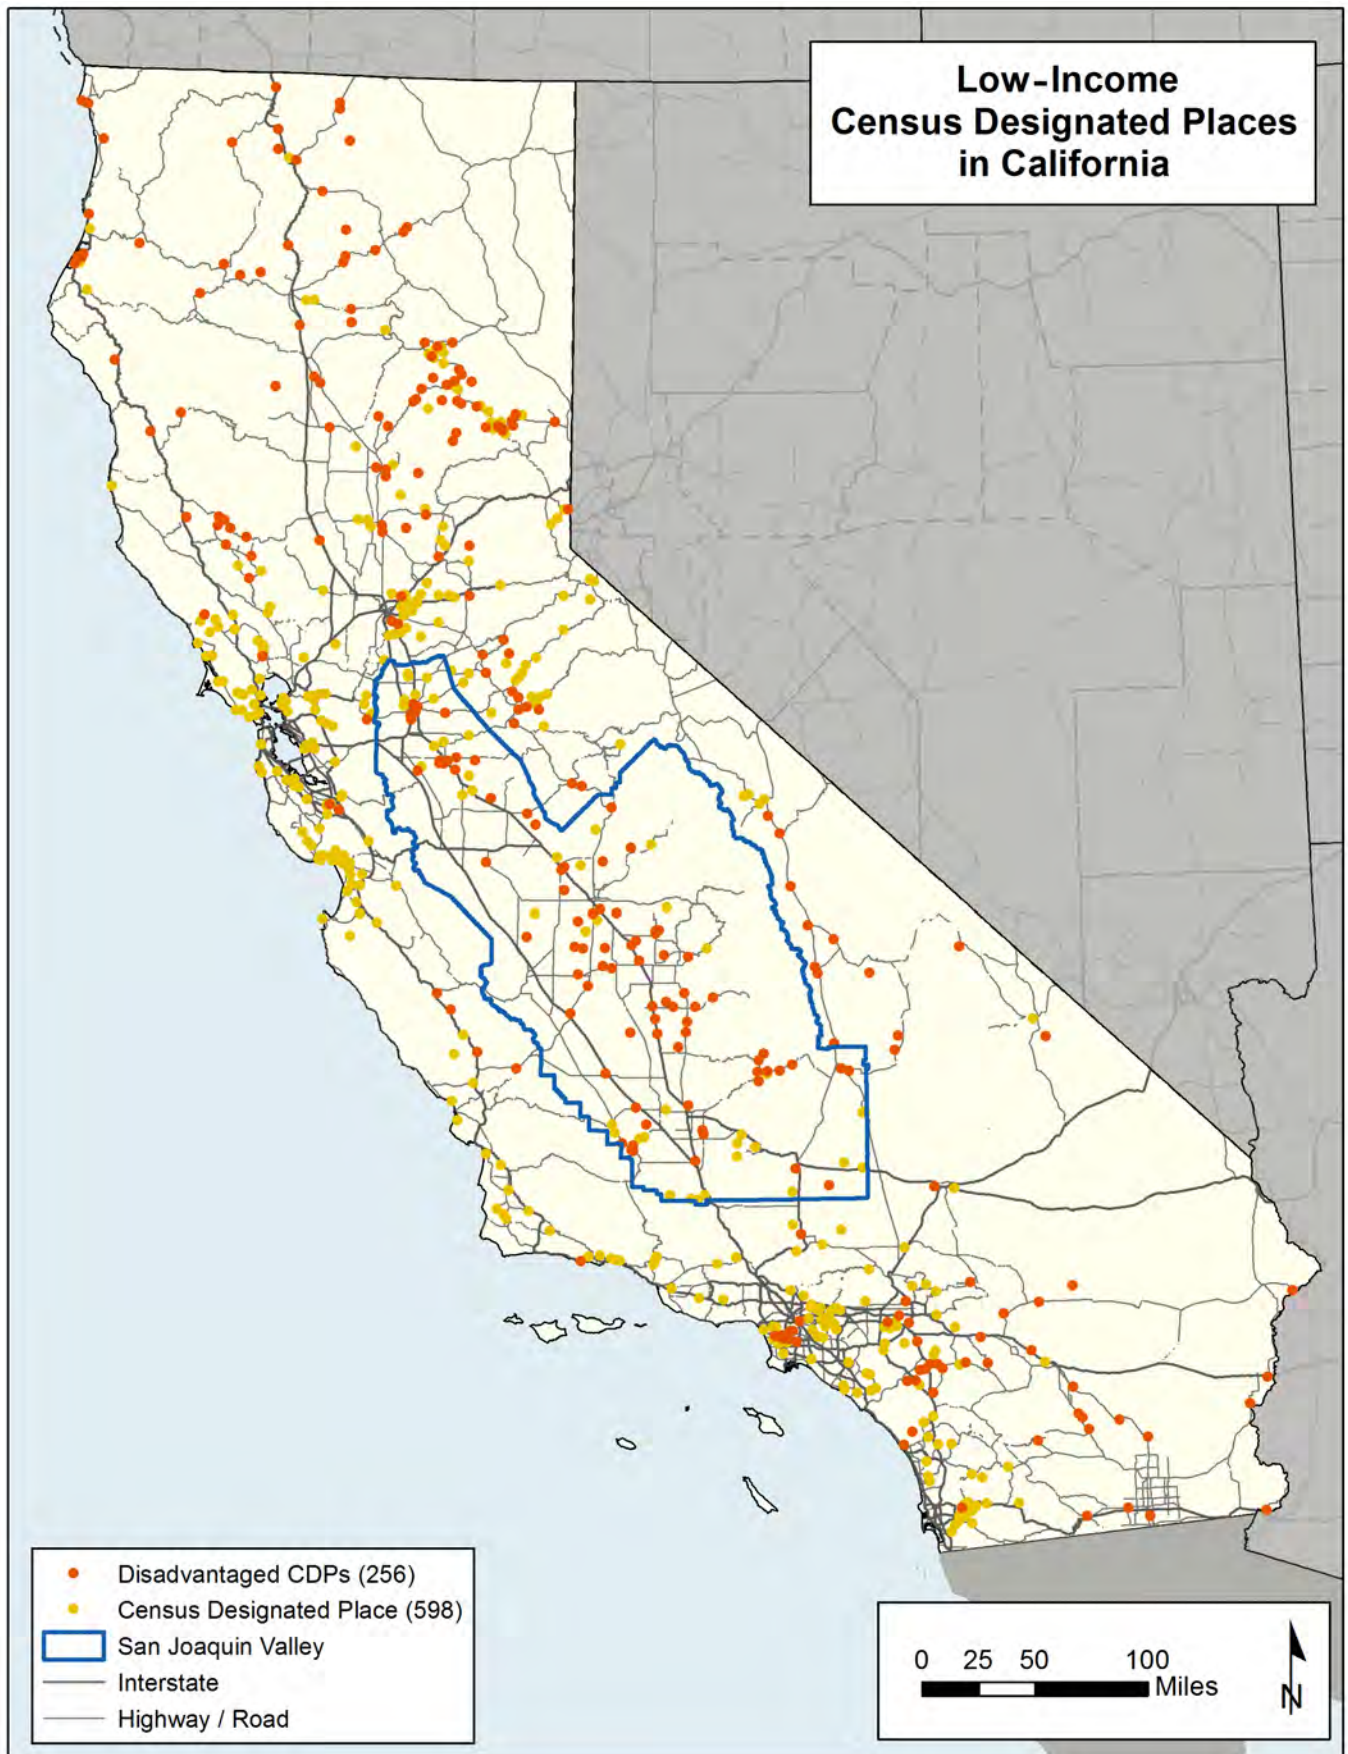 Low-Income
Census Designated Places
in California
Disadvantaged CDPs (256)
Census Designated Place (598)
San Joaquin Valley
Interstate
Highway / Road
0 25 50 100
Miles
N